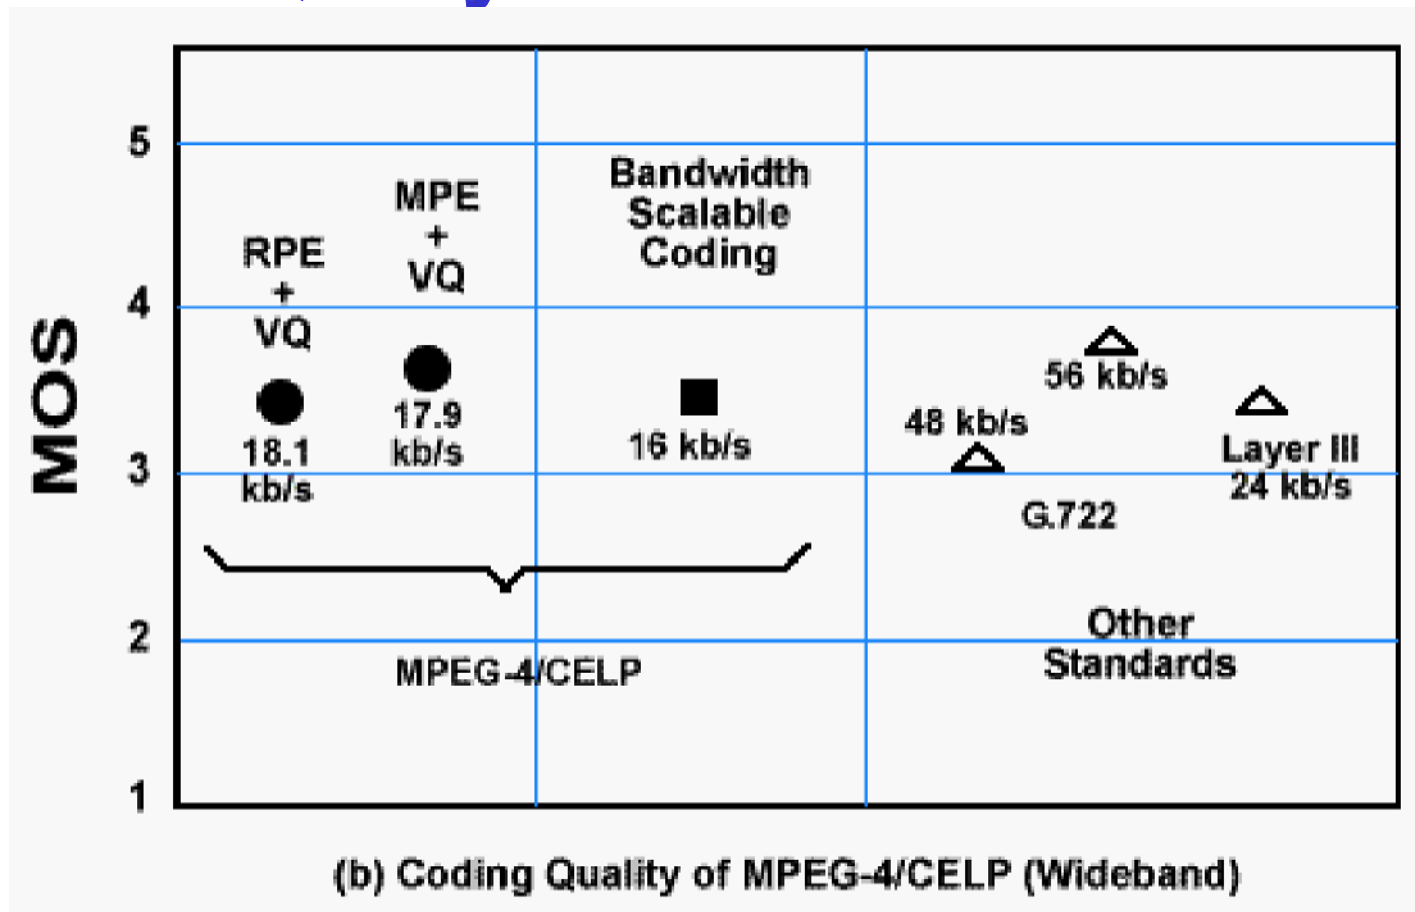 MOS
5
4
3
2
1
RPE
+
VQ
18.1
kb/s
MPE
+
VQ
17.9
kb/s
Bandwidth
Scalable
Coding
16 kb/s
48 kb/s
56 kb/s
G.722
Layer III
24 kb/s
MPEG-4/CELP
Other
Standards
(b) Coding Quality of MPEG-4/CELP (Wideband)